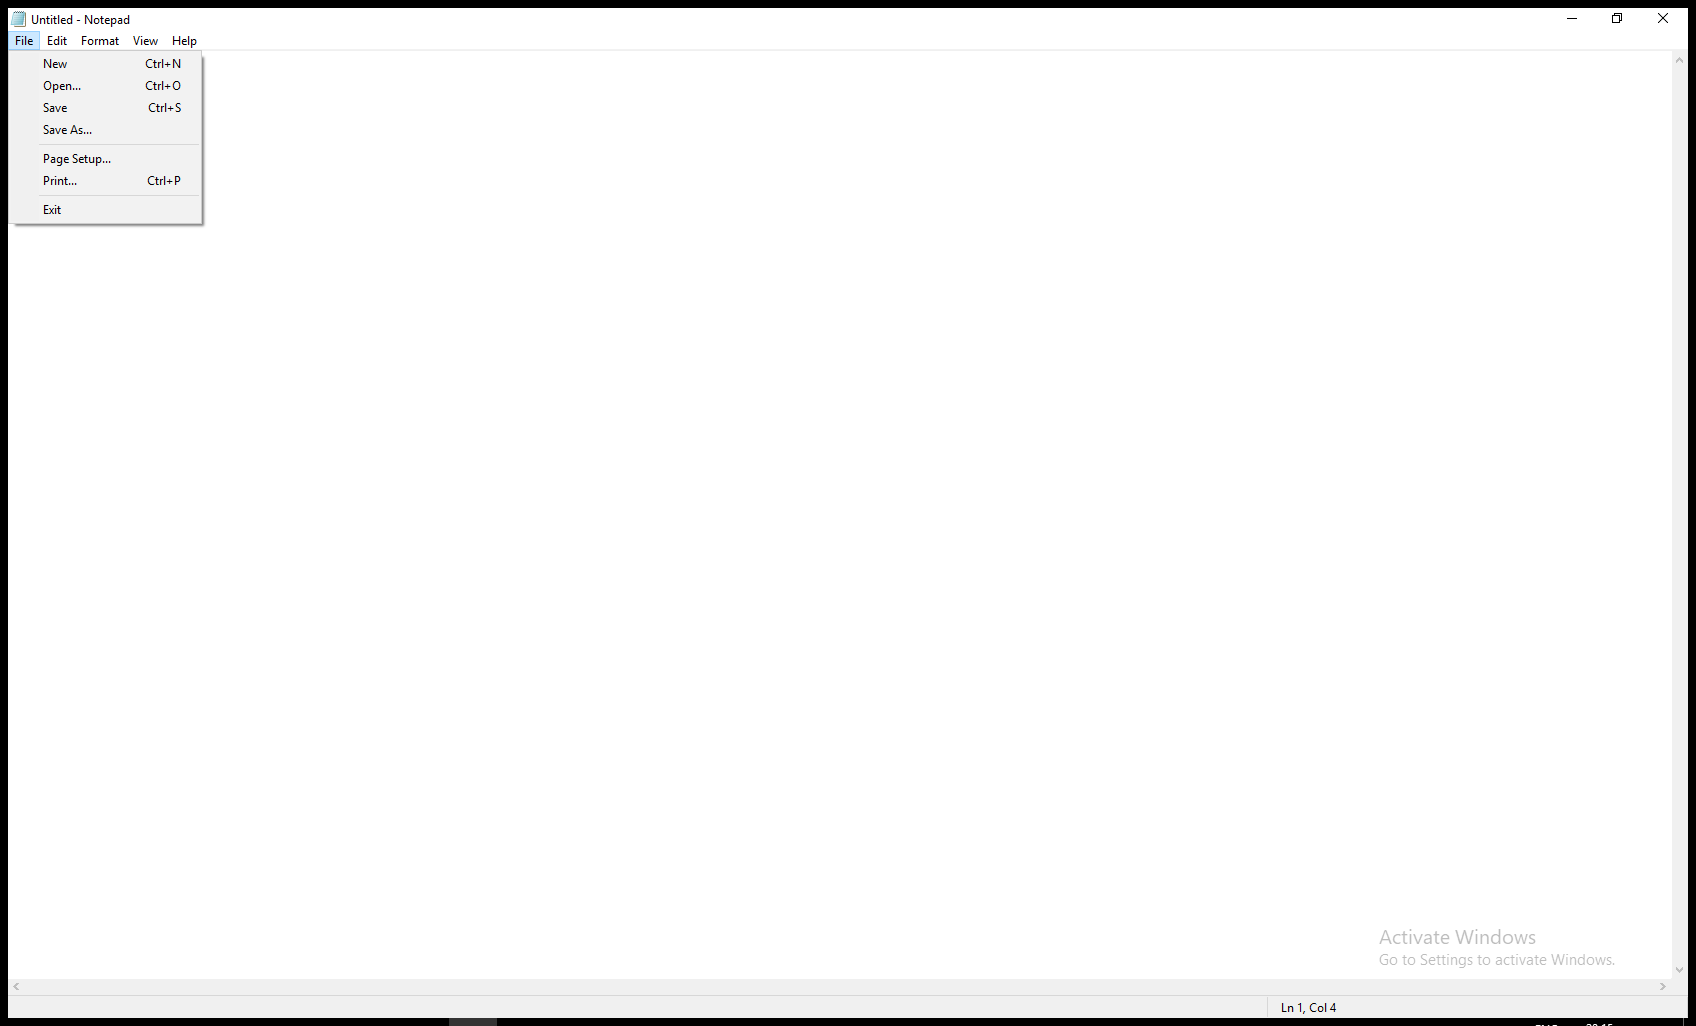 Untitled - Notepad
File Edit Format View Help
New Ctrl+N
Open... Ctrl+O
Save Ctrl+S
Save As...
Page Setup...
Print... Ctrl+P
Exit
Activate Windows
Go to Settings to activate Windows.
Ln 1, Col 4